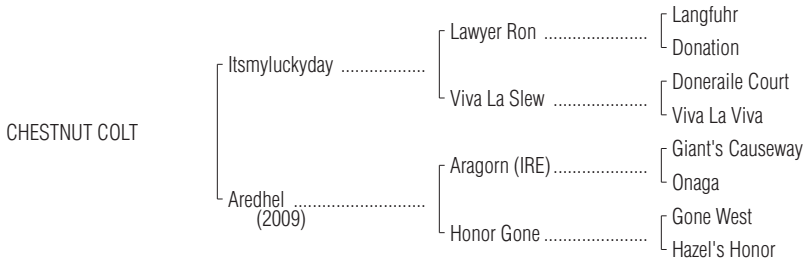 Langfuhr
Lawyer Ron ........................
Donation
Itsmyluckyday ..................
Doneraile Court
Viva La Slew ......................
Viva La Viva
CHESTNUT COLT
Giant's Causeway
Aragorn (IRE) ......................
Onaga
Aredhel ............................
(2009)
Gone West
Honor Gone ........................
Hazel's Honor